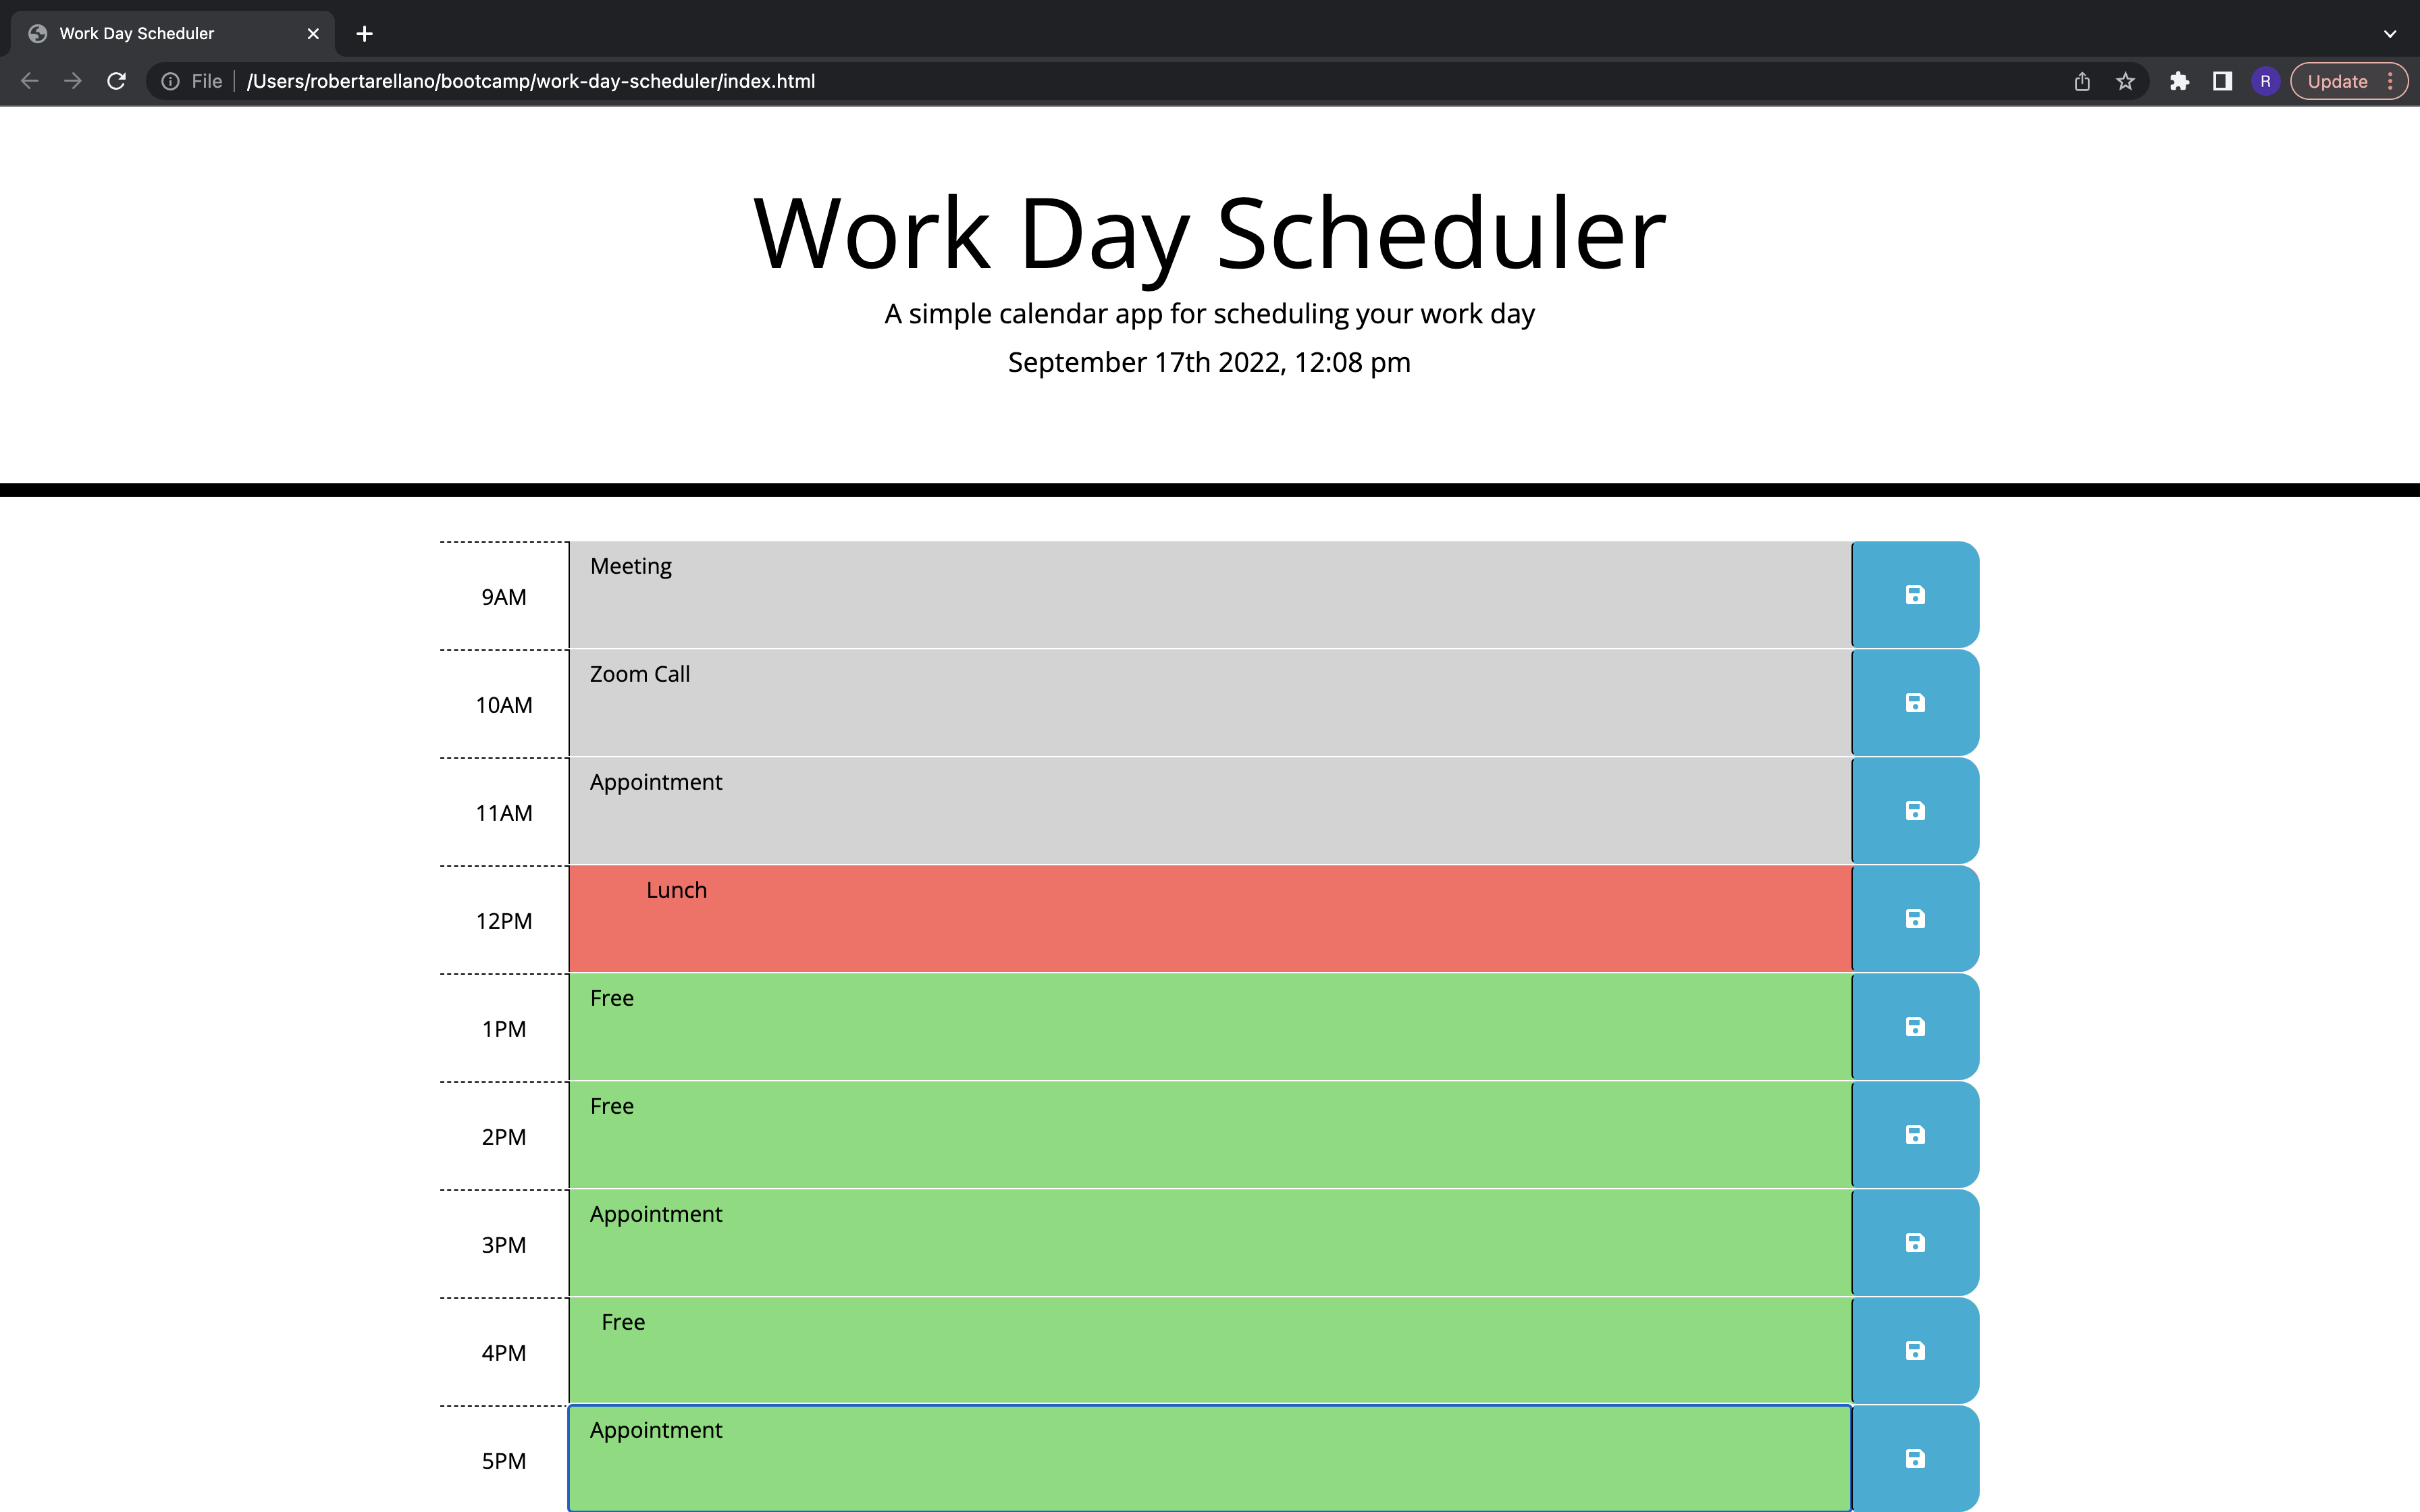 Work Day Scheduler
File /Users/robertarellano/bootcamp/work-day-scheduler/index.html
R
Update
Work Day Scheduler
A simple calendar app for scheduling your work day
September 17th 2022, 12:08 pm
9AM Meeting
10AM Zoom Call
11AM Appointment
12PM Lunch
1PM Free
2PM Free
3PM Appointment
4PM Free
5PM Appointment